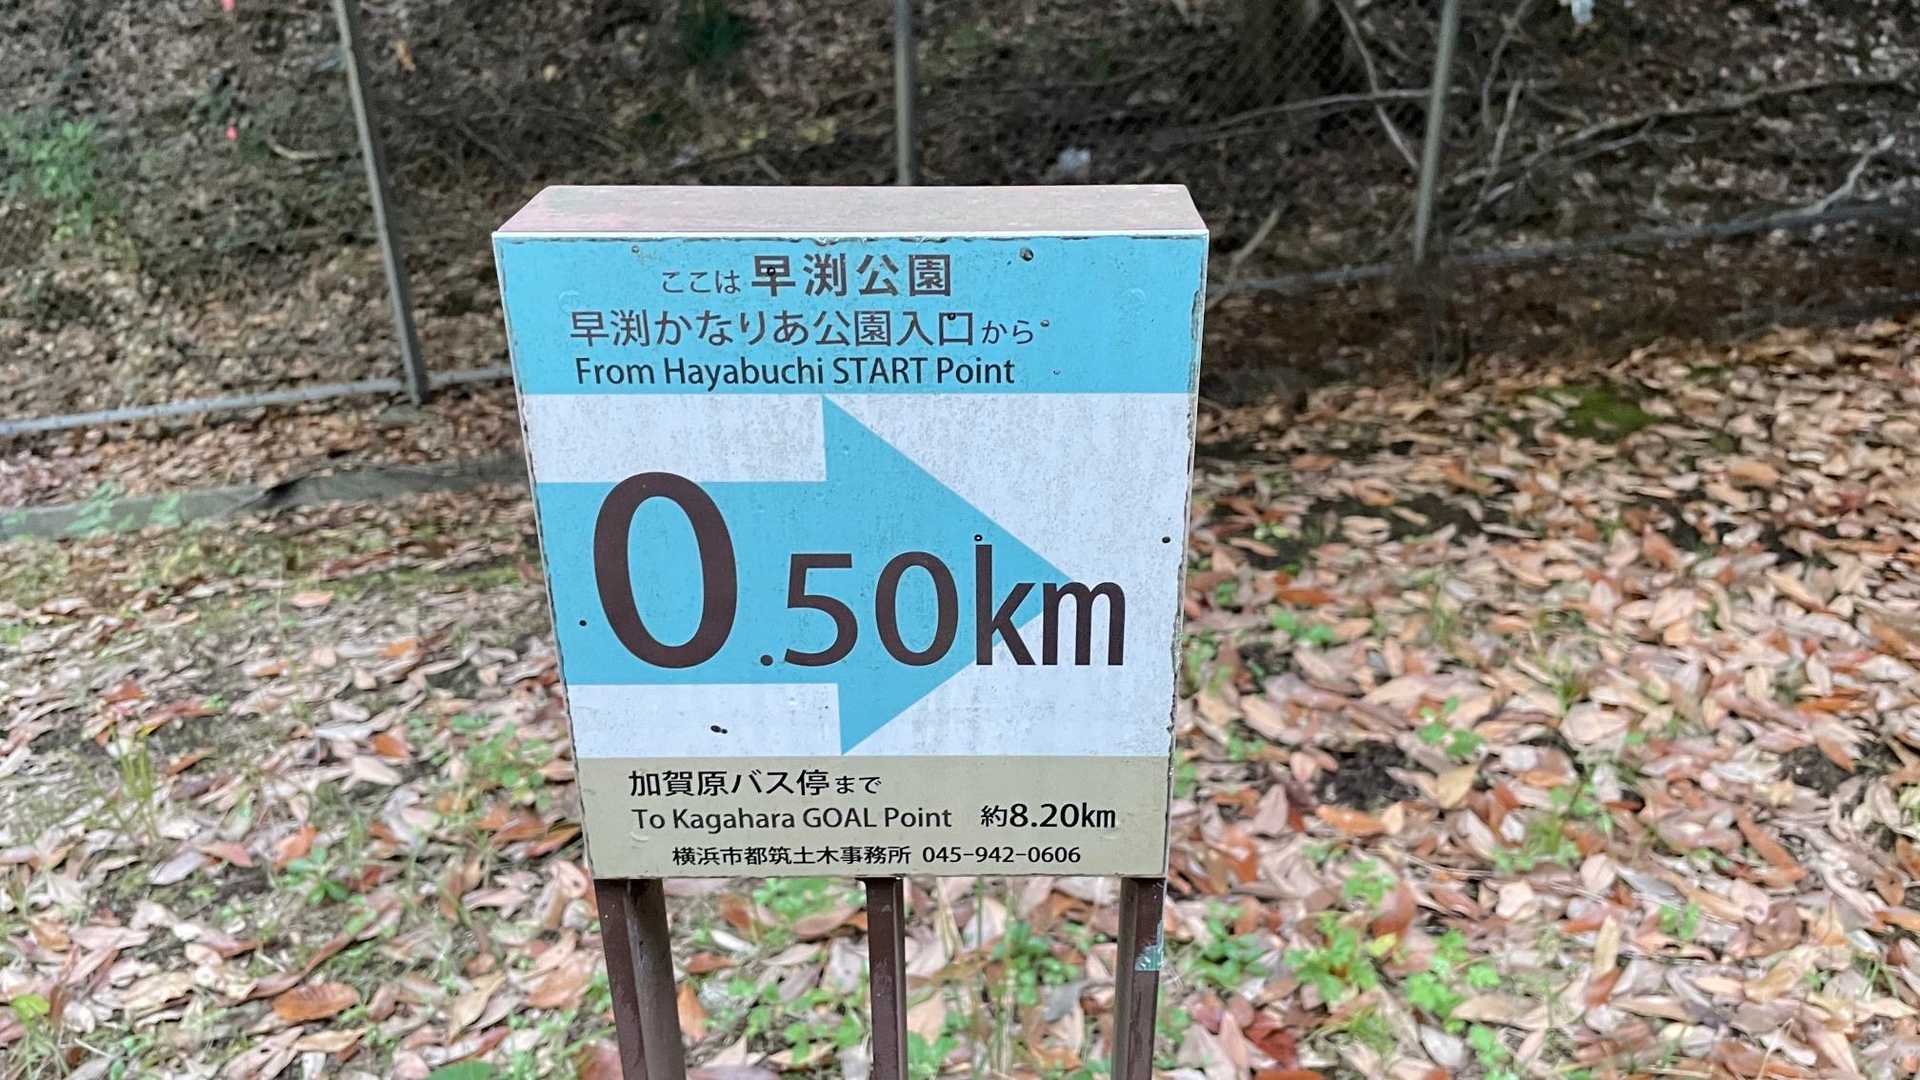 ここは 早渕公園
早渕かなりあ公園入口から
From Hayabuchi START Point
0.50km
加賀原バス停まで
To Kagahara GOAL Point 約8.20km
横浜市都筑土木事務所 045-942-0606